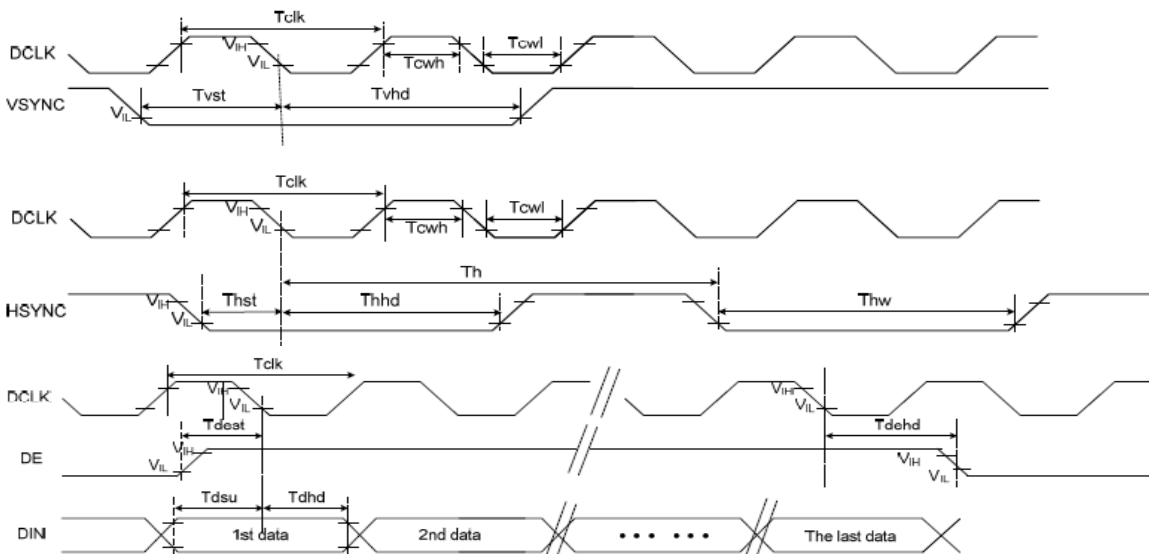 Tclk
DCLK VIH VIL Tcwh Tcwl
VSYNC VIL Tvst Tvhd
Tclk
DCLK VIH VIL Tcwh Tcwl
Th
HSYNC VIH VIL Thst Thhd Thw
Tclk
DCLK VIH VIL VIH VIL
Tdest Tdehd
DE VIH VIL VIH VIL
Tdsu Tdhd
DIN 1st data 2nd data • • • • • • The last data